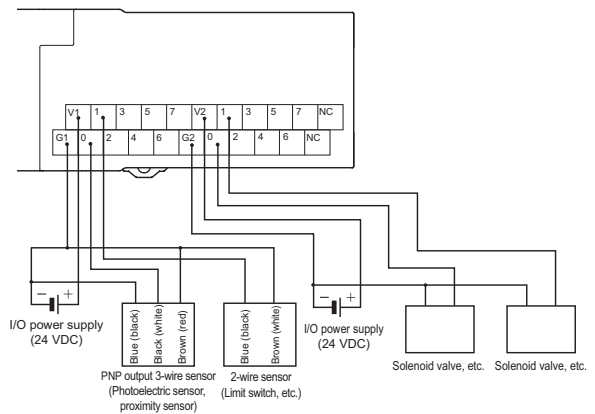 V1 1 3 5 7 V2 1 3 5 7 NC
G1 0 2 4 6 G2 0 2 4 6 NC
− +
I/O power supply
(24 VDC)
Blue (black)
Black (white)
Brown (red)
PNP output 3-wire sensor
(Photoelectric sensor,
proximity sensor)
Blue (black)
Brown (white)
2-wire sensor
(Limit switch, etc.)
− +
I/O power supply
(24 VDC)
Solenoid valve, etc.
Solenoid valve, etc.